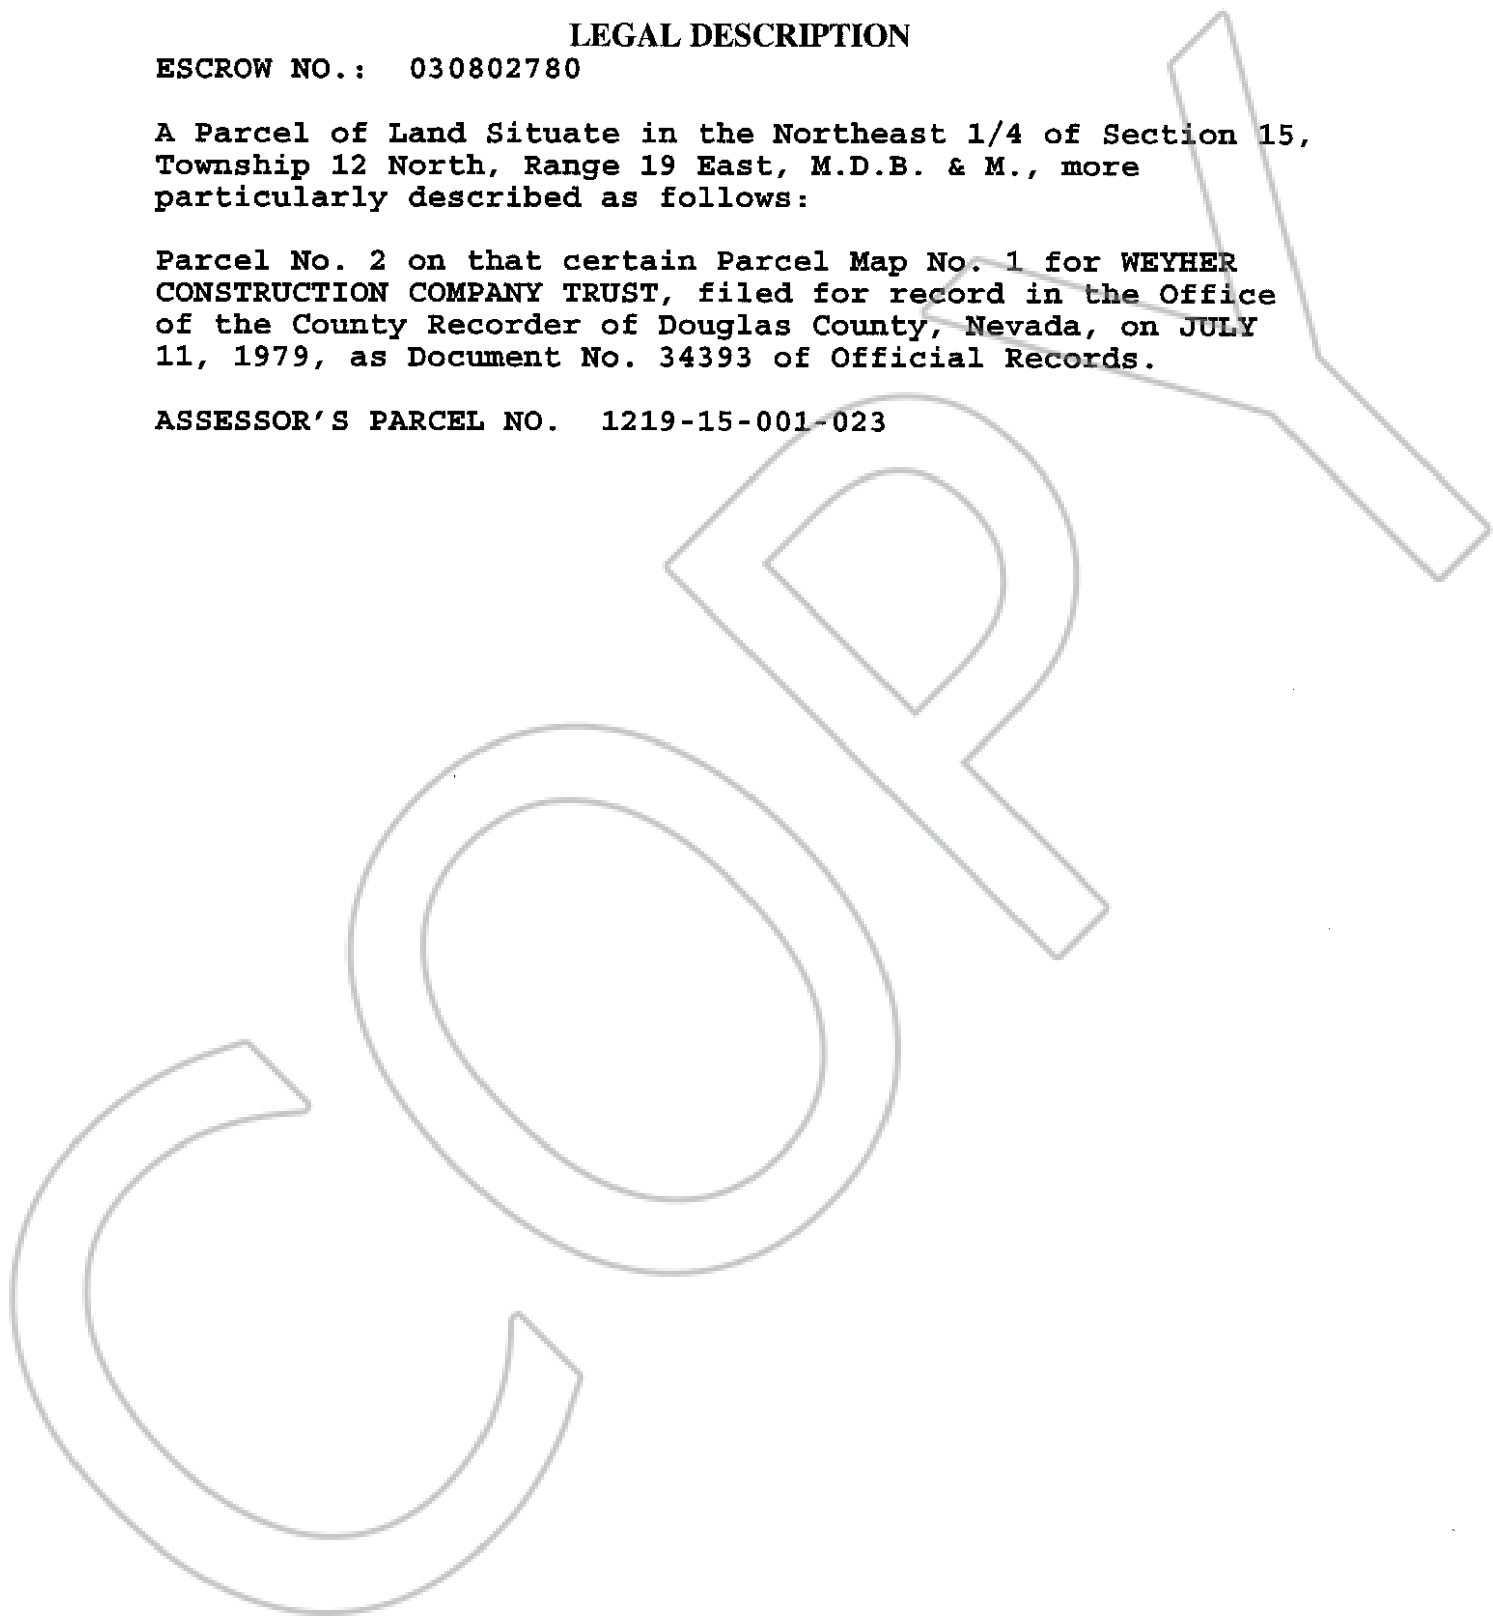 LEGAL DESCRIPTION
ESCROW NO.: 030802780
A Parcel of Land Situate in the Northeast 1/4 of Section 15,
Township 12 North, Range 19 East, M.D.B. & M., more
particularly described as follows:
Parcel No. 2 on that certain Parcel Map No. 1 for WEYHER
CONSTRUCTION COMPANY TRUST, filed for record in the Office
of the County Recorder of Douglas County, Nevada, on JULY
11, 1979, as Document No. 34393 of Official Records.
ASSESSOR'S PARCEL NO. 1219-15-001-023
COPY